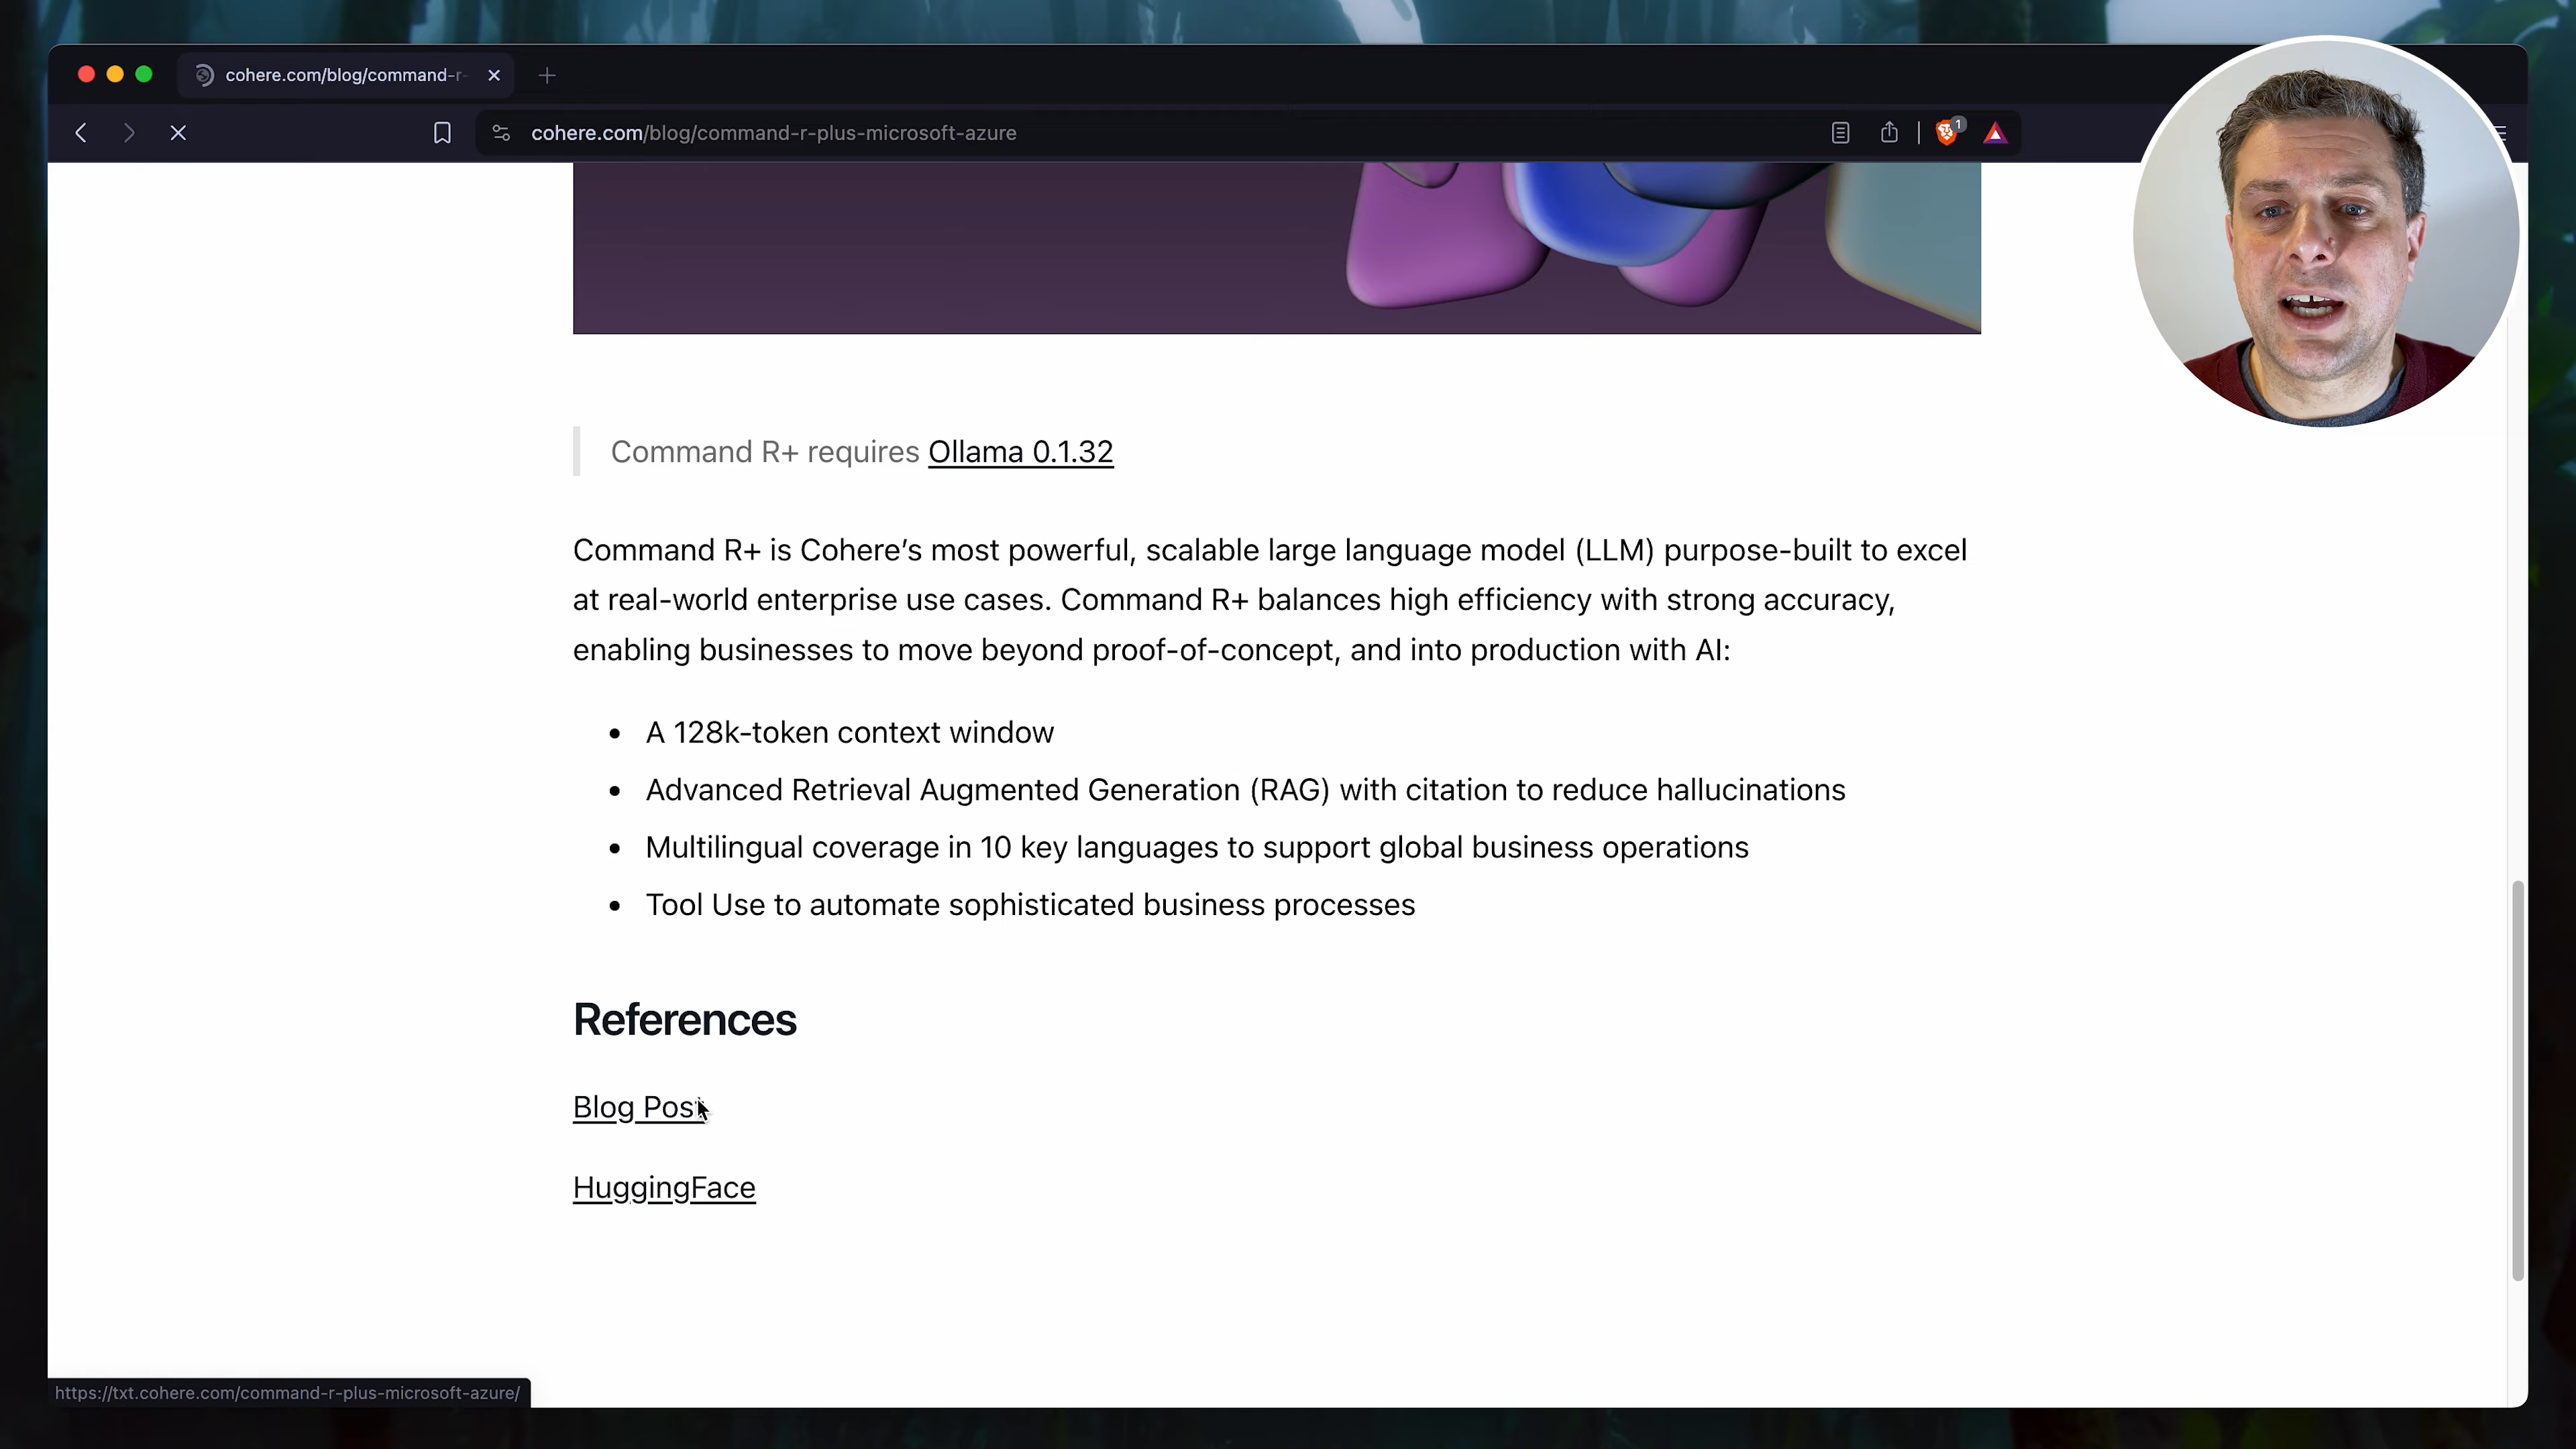 cohere.com/blog/command-r-
cohere.com/blog/command-r-plus-microsoft-azure
1
Command R+ requires Ollama 0.1.32
Command R+ is Cohere’s most powerful, scalable large language model (LLM) purpose-built to excel
at real-world enterprise use cases. Command R+ balances high efficiency with strong accuracy,
enabling businesses to move beyond proof-of-concept, and into production with AI:
• A 128k-token context window
• Advanced Retrieval Augmented Generation (RAG) with citation to reduce hallucinations
• Multilingual coverage in 10 key languages to support global business operations
• Tool Use to automate sophisticated business processes
References
Blog Post
HuggingFace
https://txt.cohere.com/command-r-plus-microsoft-azure/